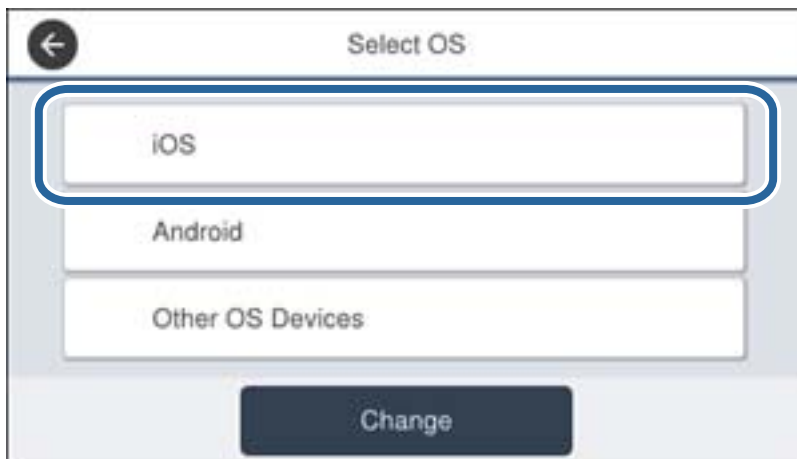 Select OS
iOS
Android
Other OS Devices
Change